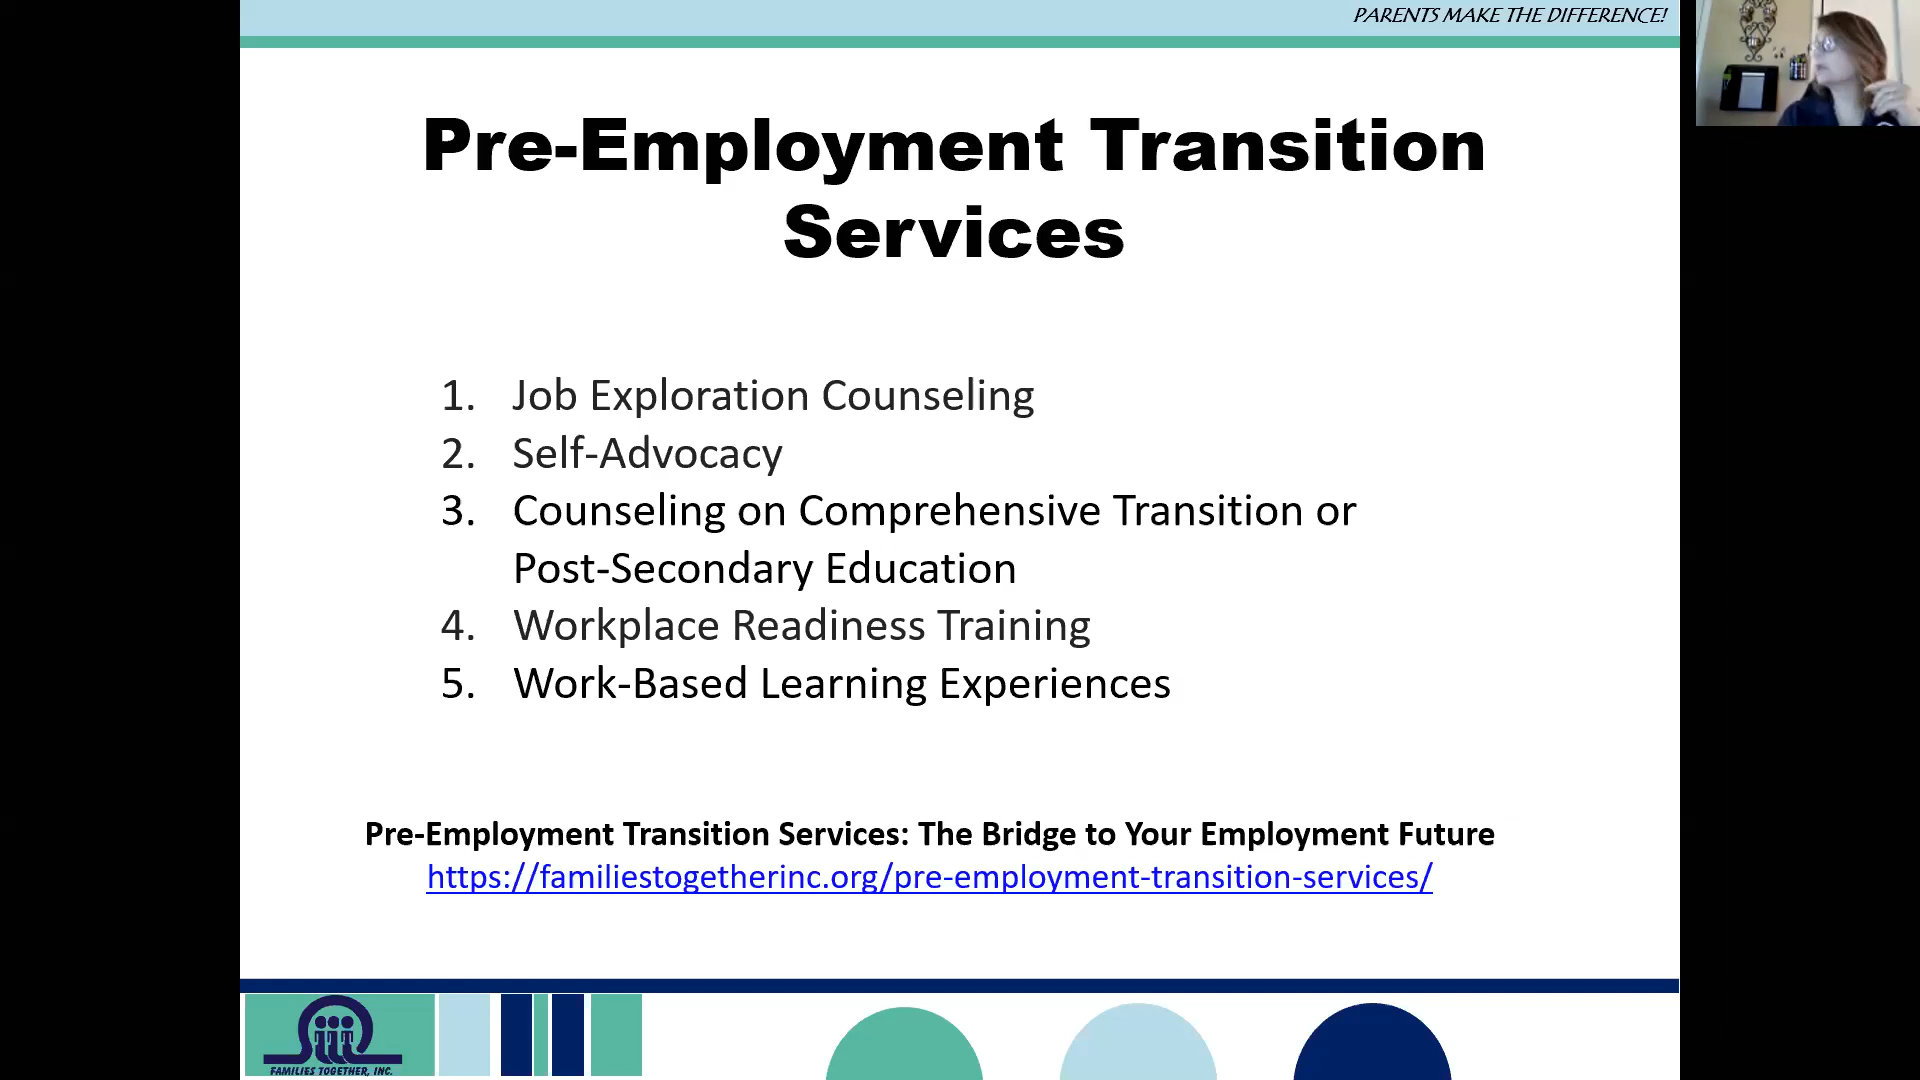 PARENTS MAKE THE DIFFERENCE!
Pre-Employment Transition
Services
1. Job Exploration Counseling
2. Self-Advocacy
3. Counseling on Comprehensive Transition or
Post-Secondary Education
4. Workplace Readiness Training
5. Work-Based Learning Experiences
Pre-Employment Transition Services: The Bridge to Your Employment Future
https://familiestogetherinc.org/pre-employment-transition-services/
FAMILIES TOGETHER, INC.